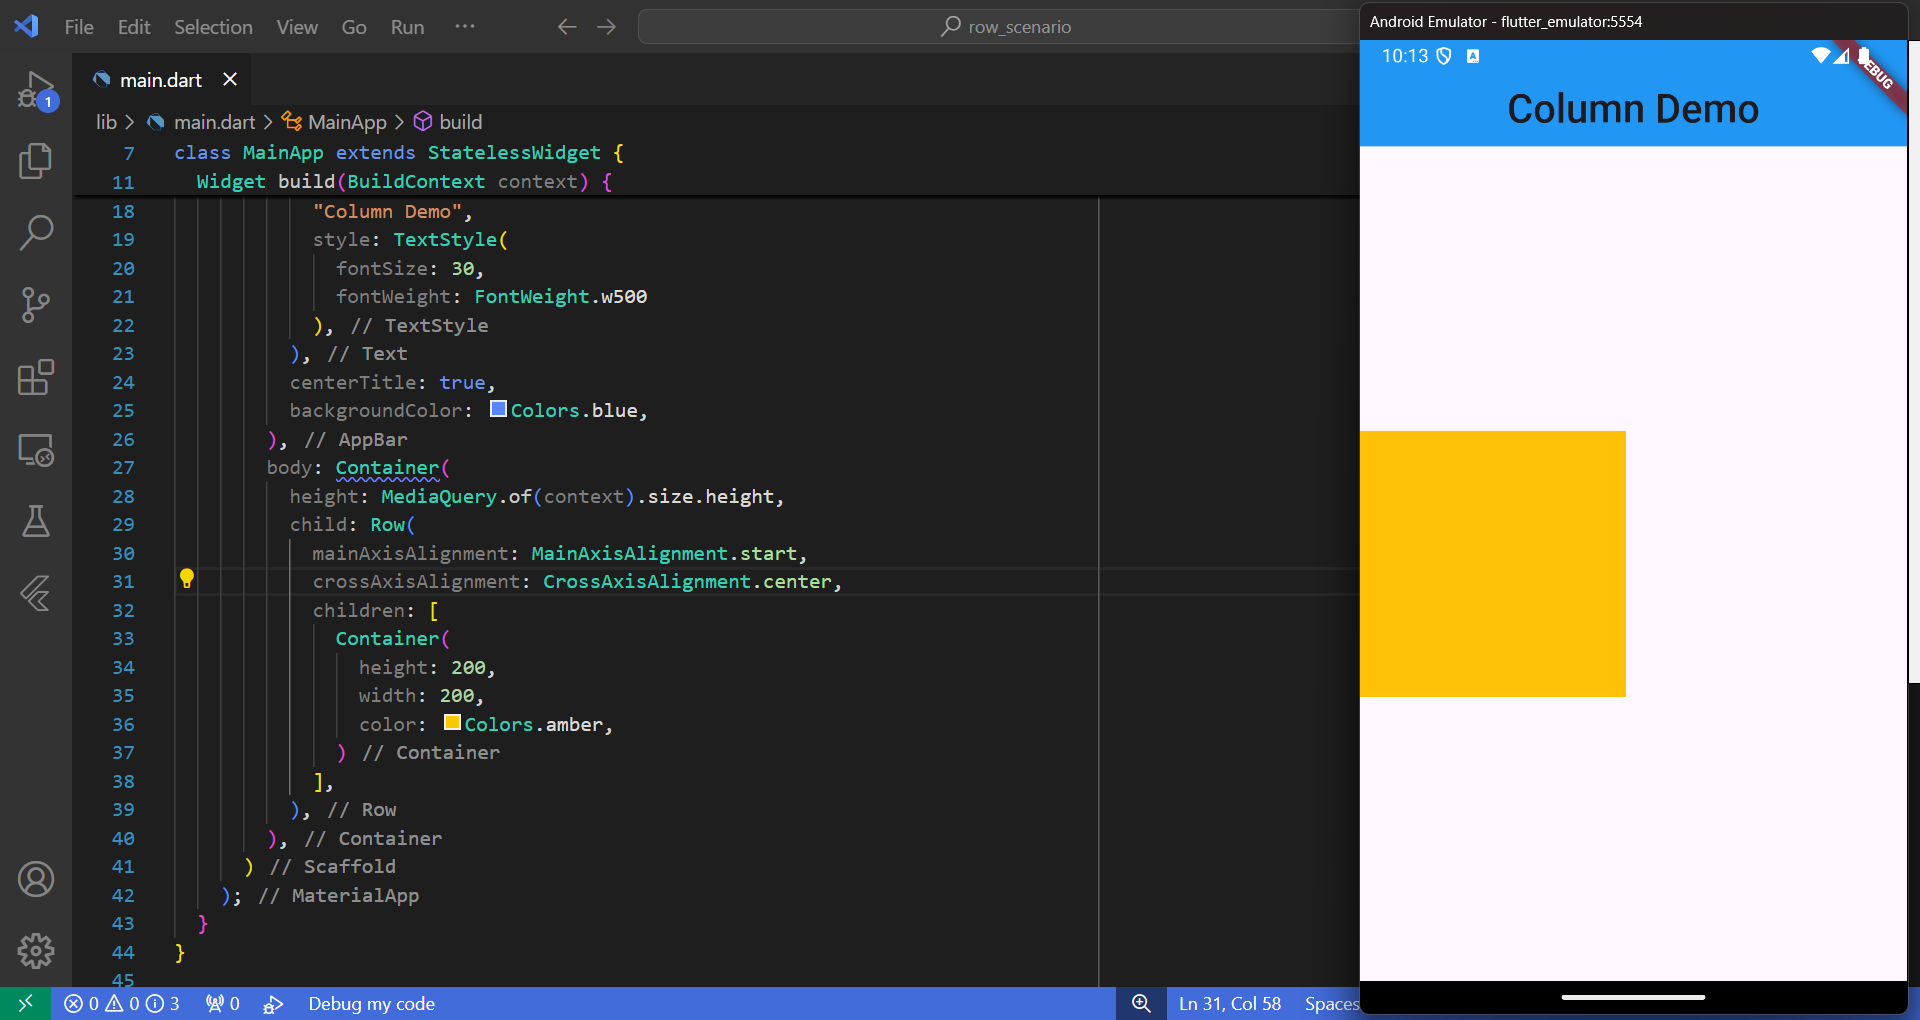 File Edit Selection View Go Run ···
row_scenario
1
main.dart
lib > main.dart > MainApp > build
7 class MainApp extends StatelessWidget {
11 Widget build(BuildContext context) {
18 "Column Demo",
19 style: TextStyle(
20 fontSize: 30,
21 fontWeight: FontWeight.w500
22 ), // TextStyle
23 ), // Text
24 centerTitle: true,
25 backgroundColor: Colors.blue,
26 ), // AppBar
27 body: Container(
28 height: MediaQuery.of(context).size.height,
29 child: Row(
30 mainAxisAlignment: MainAxisAlignment.start,
31 crossAxisAlignment: CrossAxisAlignment.center,
32 children: [
33 Container(
34 height: 200,
35 width: 200,
36 color: Colors.amber,
37 ) // Container
38 ],
39 ), // Row
40 ), // Container
41 ) // Scaffold
42 ); // MaterialApp
43 }
44 }
45
0 0 3 0 Debug my code Ln 31, Col 58 Spaces
Android Emulator - flutter_emulator:5554
10:13
A
Column Demo